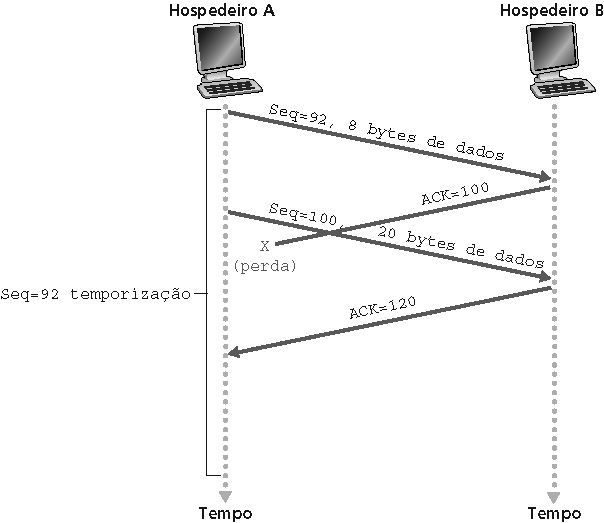 Hospedeiro A
Hospedeiro B
Seq=92, 8 bytes de dados
ACK=100
Seq=100, 20 bytes de dados
X
(perda)
Seq=92 temporização
ACK=120
Tempo
Tempo